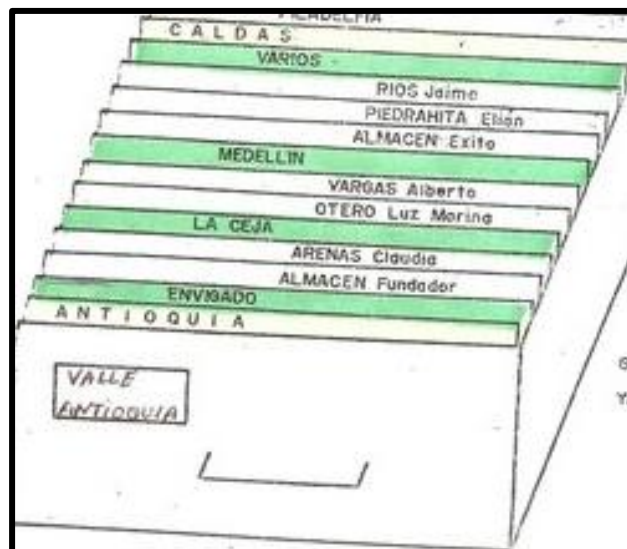 FILADELFIA
CALDAS
VARIOS
RIOS Jaime
PIEDRAHITA
ALMACEN Exito
MEDELLIN
VARGAS Alberto
OTERO Luz Marina
LA CEJA
ARENAS Claudia
ALMACEN Fundador
ENVIGADO
ANTIOQUIA
VALLE
ANTIOQUIA